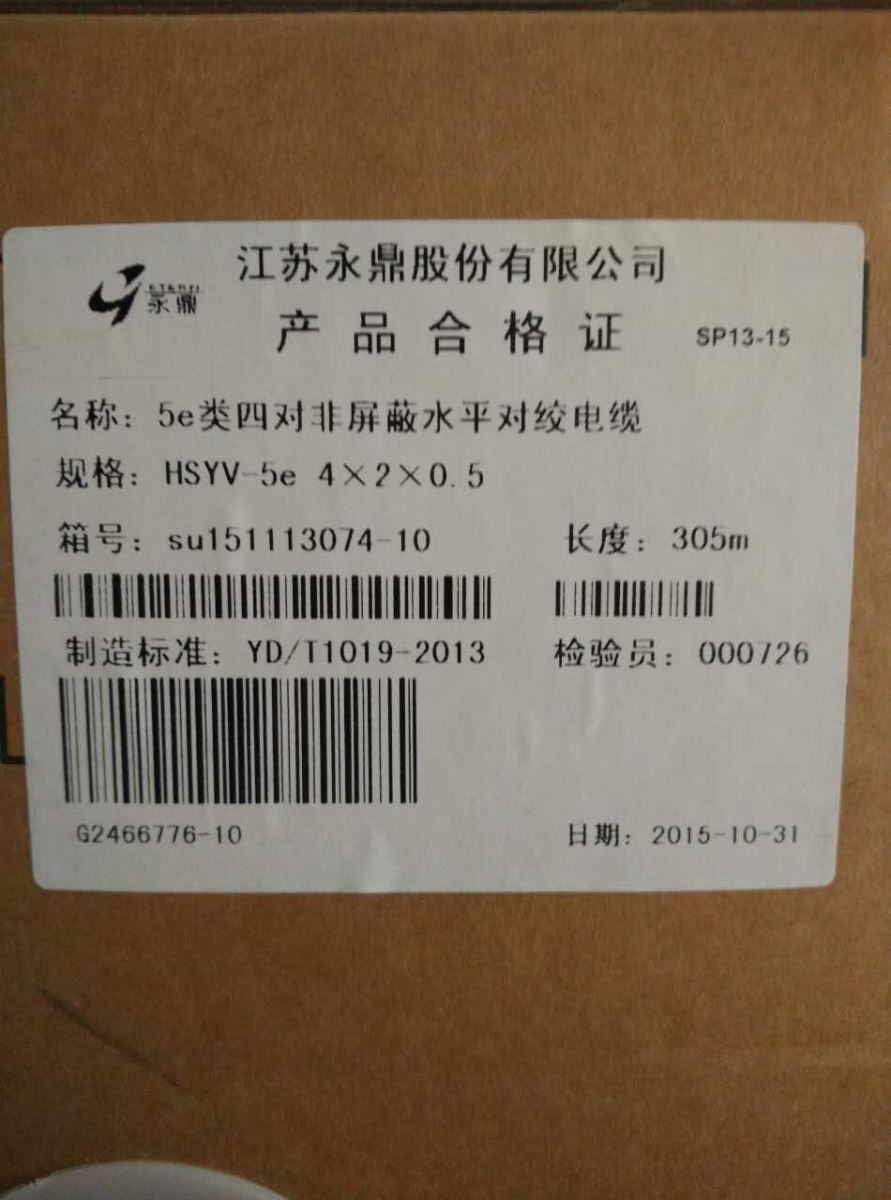 江苏永鼎股份有限公司
永鼎
产品合格证 SP13-15
名称：5e类四对非屏蔽水平对绞电缆
规格：HSYV-5e 4×2×0.5
箱号：su151113074-10 长度：305m
制造标准：YD/T1019-2013 检验员：000726
G2466776-10 日期：2015-10-31